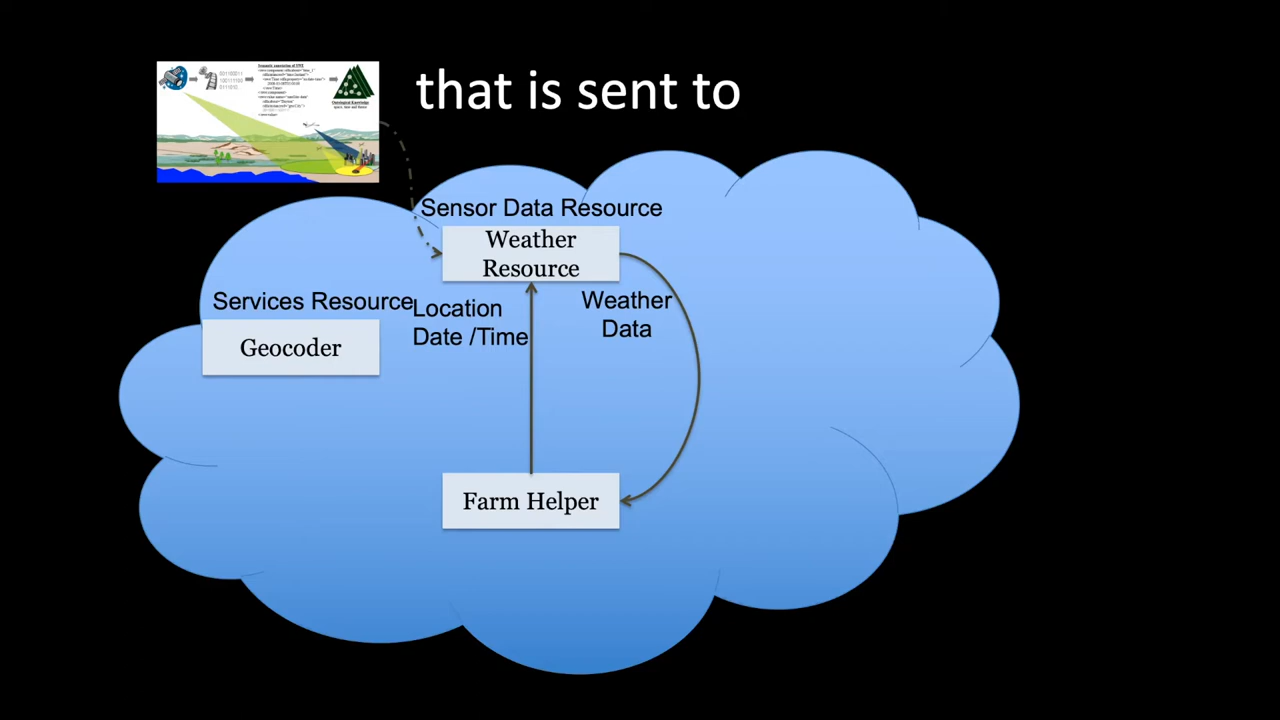 that is sent to
Sensor Data Resource
Weather
Resource
Services Resource
Location
Date /Time
Weather
Data
Geocoder
Farm Helper